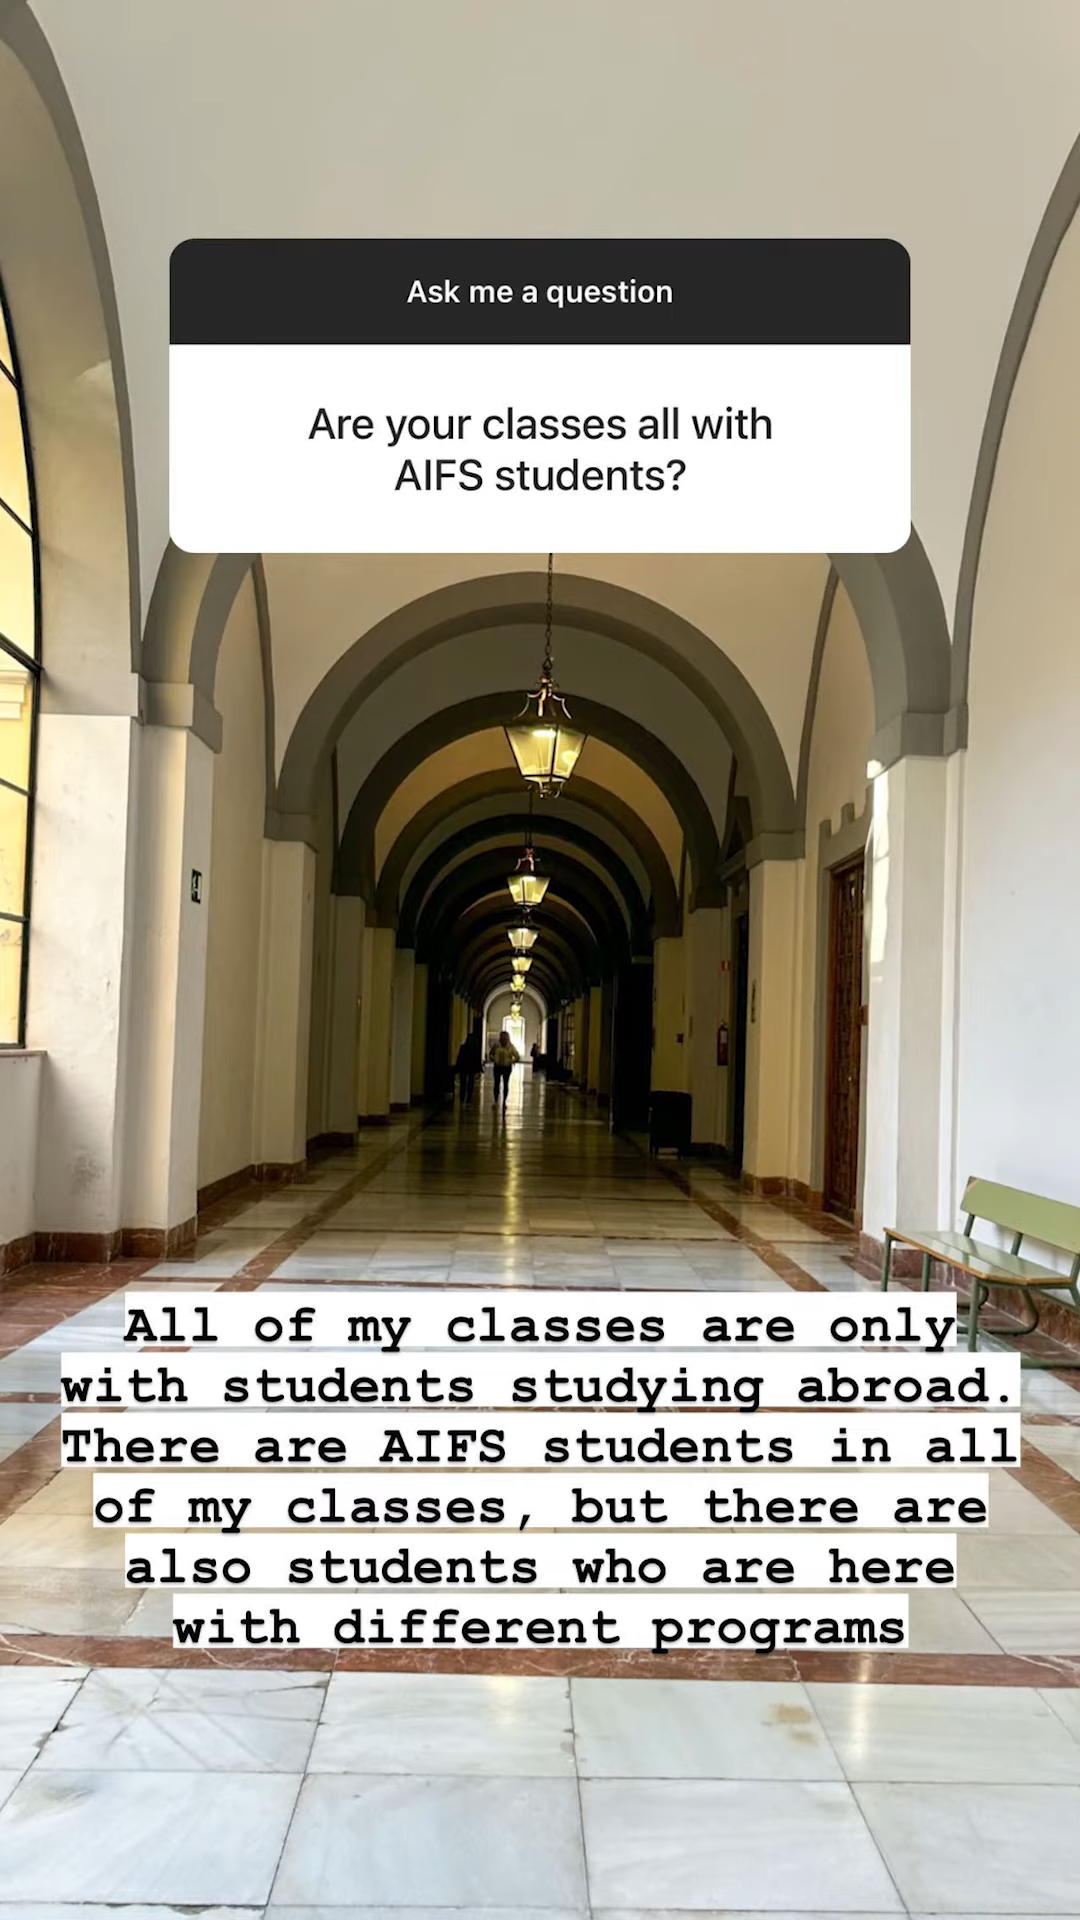 Ask me a question
Are your classes all with
AIFS students?
All of my classes are only
with students studying abroad.
There are AIFS students in all
of my classes, but there are
also students who are here
with different programs